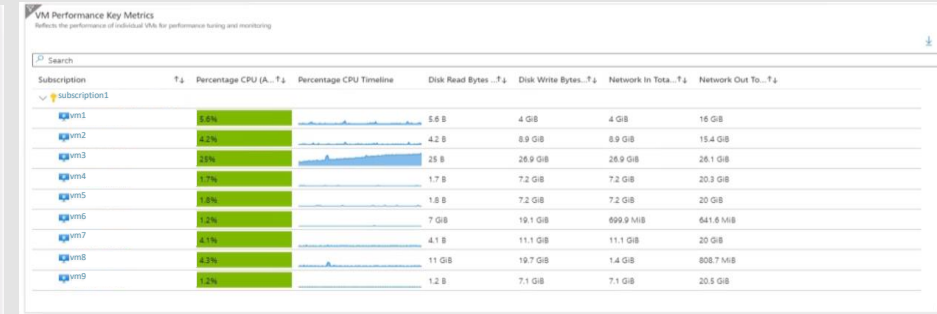 VM Performance Key Metrics
Reflects the performance of individual VMs for performance tuning and monitoring
Search
Subscription ↑↓ Percentage CPU (A... ↑↓ Percentage CPU Timeline Disk Read Bytes ...↑↓ Disk Write Bytes...↑↓ Network In Tota...↑↓ Network Out To...↑↓
subscription1
vm1 5.6% 5.6 B 4 GiB 4 GiB 16 GiB
vm2 4.2% 4.2 B 8.9 GiB 8.9 GiB 15.4 GiB
vm3 25% 25 B 26.9 GiB 26.9 GiB 26.1 GiB
vm4 1.7% 1.7 B 7.2 GiB 7.2 GiB 20.3 GiB
vm5 1.8% 1.8 B 7.2 GiB 7.2 GiB 20 GiB
vm6 1.2% 7 GiB 19.1 GiB 699.9 MiB 641.6 MiB
vm7 4.1% 4.1 B 11.1 GiB 11.1 GiB 20 GiB
vm8 4.3% 11 GiB 19.7 GiB 1.4 GiB 808.7 MiB
vm9 1.2% 1.2 B 7.1 GiB 7.1 GiB 20.5 GiB